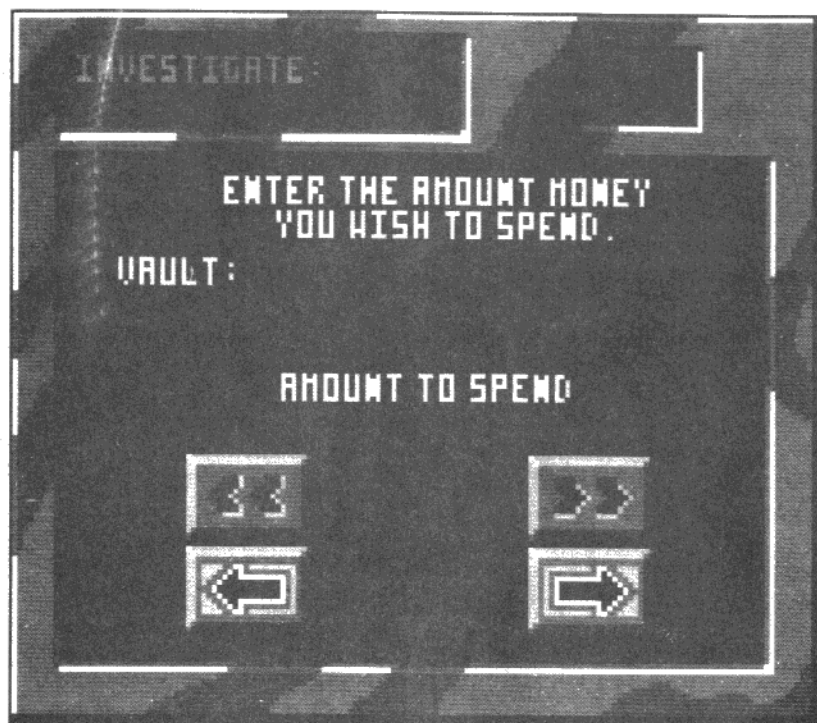 INVESTIGATE:
ENTER THE AMOUNT MONEY
YOU WISH TO SPEND.
VAULT:
AMOUNT TO SPEND